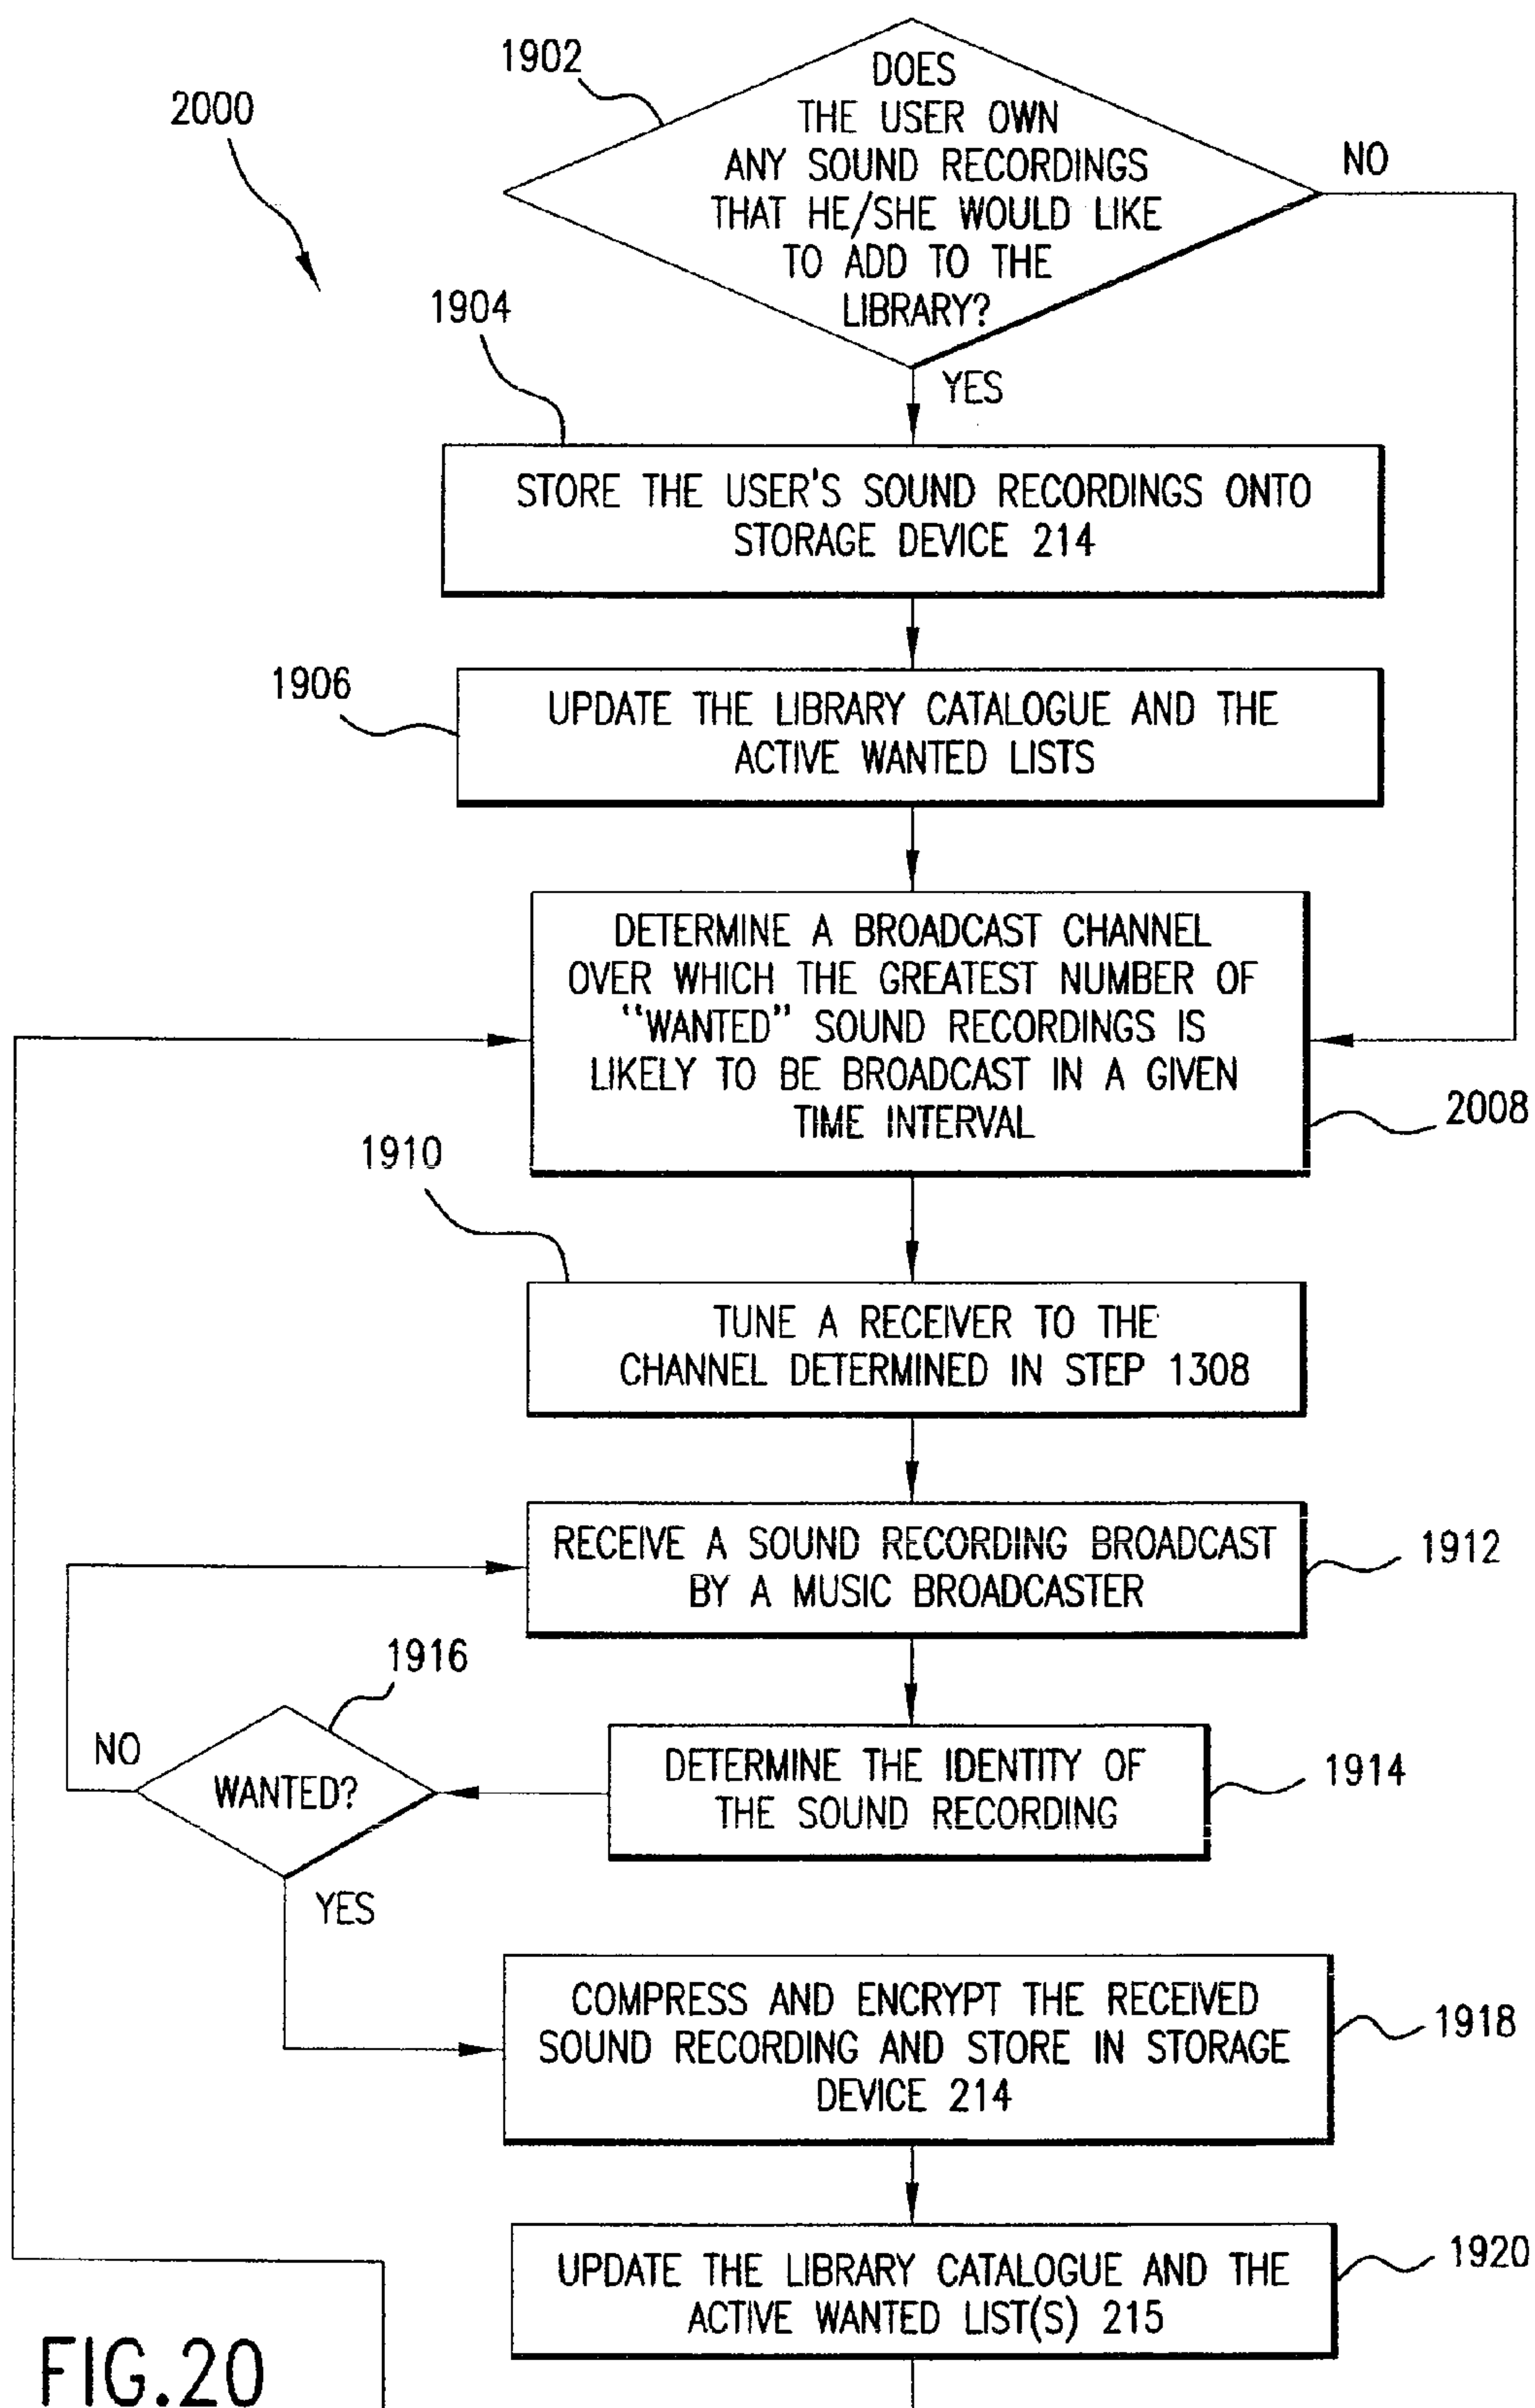 1902
2000
DOES
THE USER OWN
ANY SOUND RECORDINGS
THAT HE/SHE WOULD LIKE
TO ADD TO THE
LIBRARY?
NO
1904
YES
STORE THE USER'S SOUND RECORDINGS ONTO
STORAGE DEVICE 214
1906
UPDATE THE LIBRARY CATALOGUE AND THE
ACTIVE WANTED LISTS
DETERMINE A BROADCAST CHANNEL
OVER WHICH THE GREATEST NUMBER OF
"WANTED" SOUND RECORDINGS IS
LIKELY TO BE BROADCAST IN A GIVEN
TIME INTERVAL
2008
1910
TUNE A RECEIVER TO THE
CHANNEL DETERMINED IN STEP 1308
RECEIVE A SOUND RECORDING BROADCAST
BY A MUSIC BROADCASTER
1912
1916
NO
WANTED?
DETERMINE THE IDENTITY OF
THE SOUND RECORDING
1914
YES
COMPRESS AND ENCRYPT THE RECEIVED
SOUND RECORDING AND STORE IN STORAGE
DEVICE 214
1918
UPDATE THE LIBRARY CATALOGUE AND THE
ACTIVE WANTED LIST(S) 215
1920
FIG.20